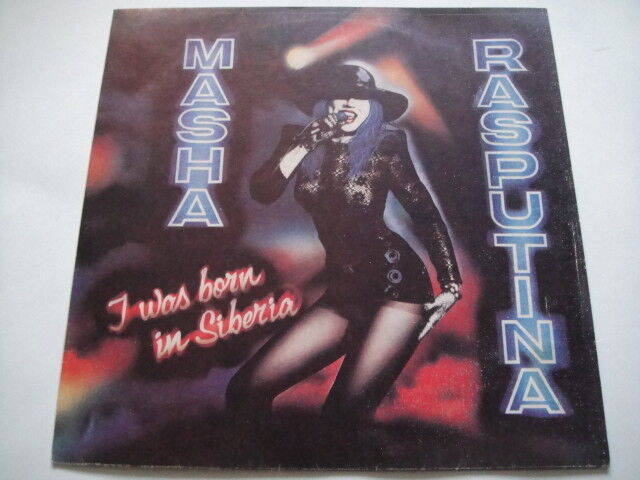 MASHA
RASPUTINA
I was born
in Siberia